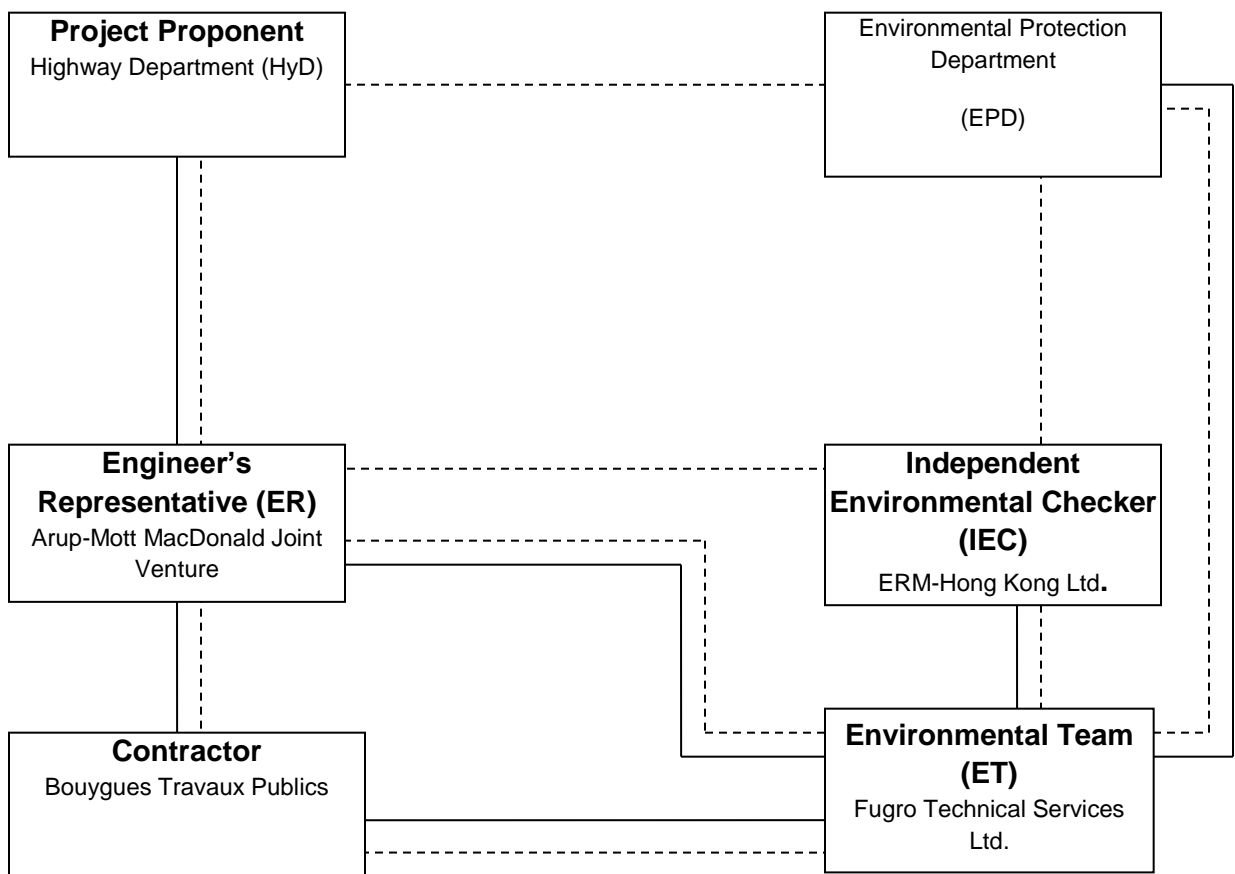 Project Proponent
Highway Department (HyD)
Environmental Protection
Department
(EPD)
Engineer’s
Representative (ER)
Arup-Mott MacDonald Joint
Venture
Independent
Environmental Checker
(IEC)
ERM-Hong Kong Ltd.
Contractor
Bouygues Travaux Publics
Environmental Team
(ET)
Fugro Technical Services
Ltd.